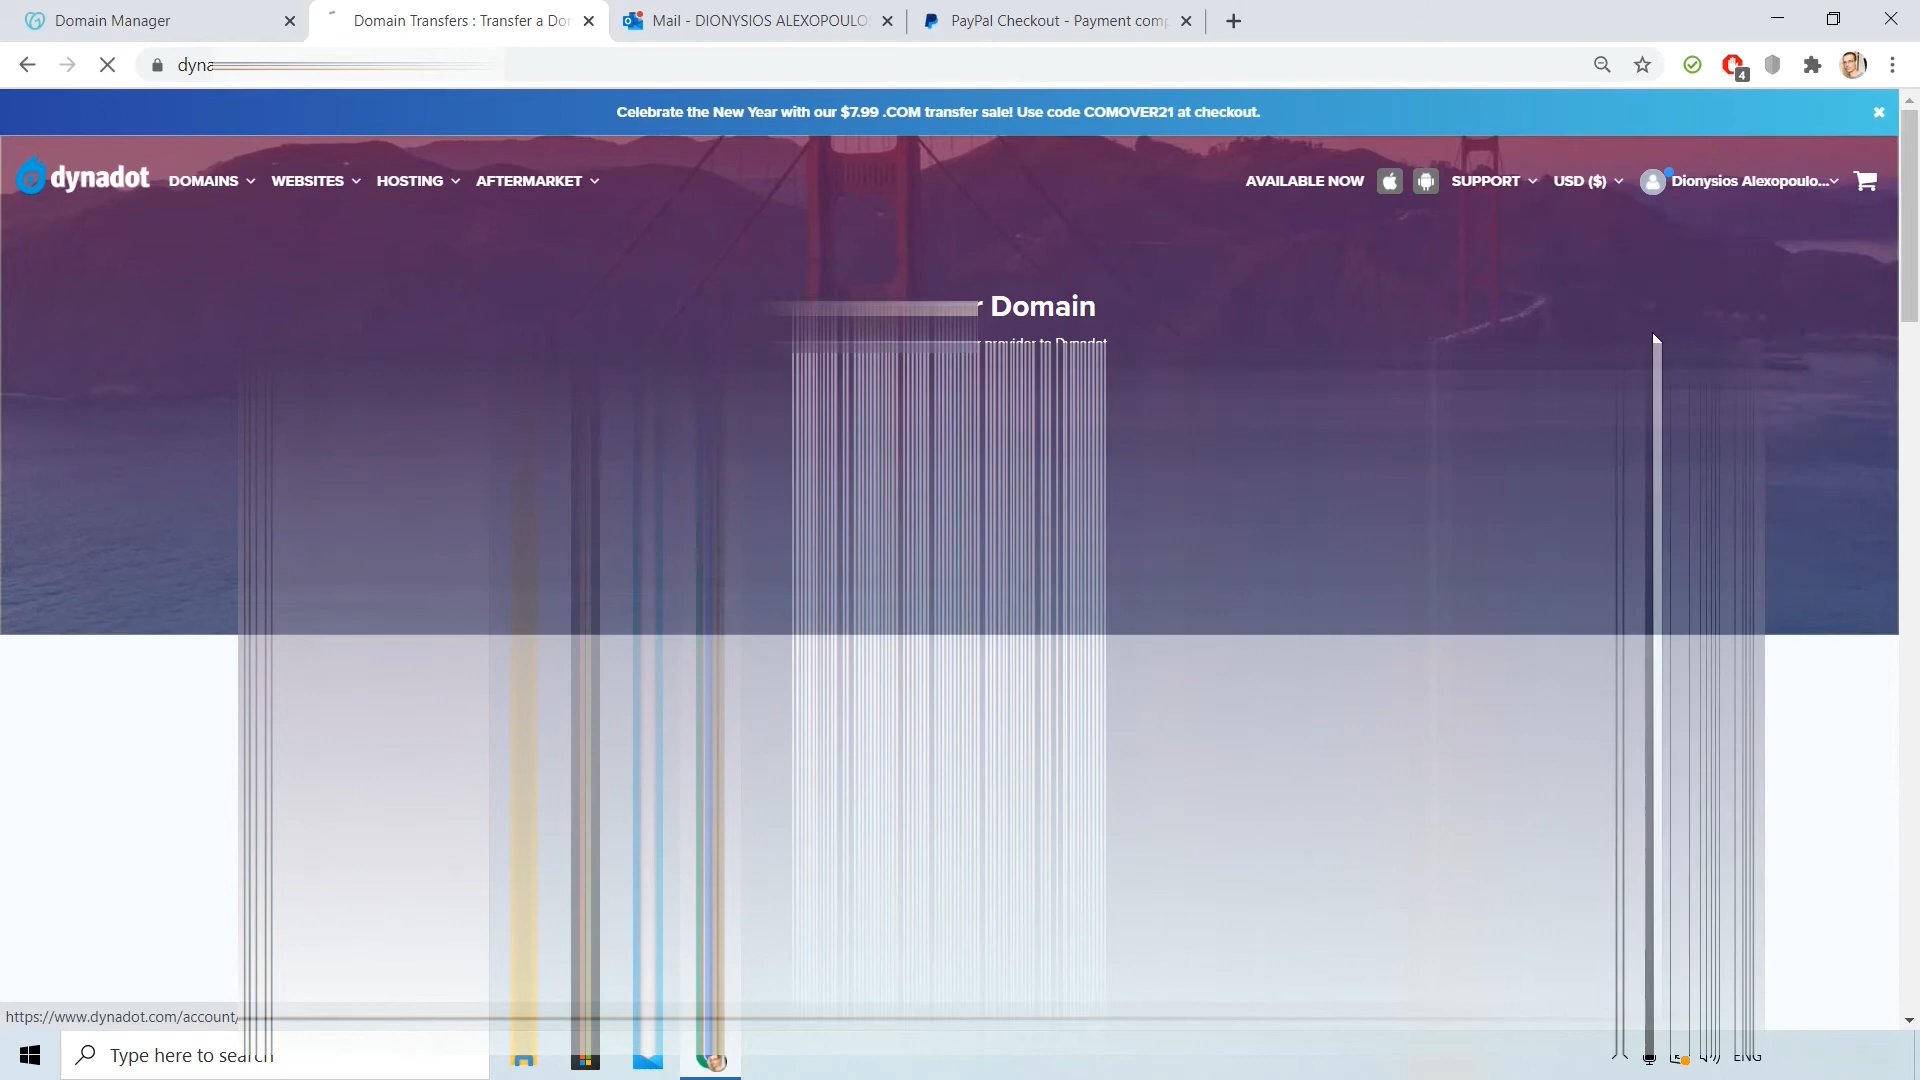 Domain Manager
Domain Transfers : Transfer a Do
Mail - DIONYSIOS ALEXOPOULO
PayPal Checkout - Payment comp
dyna
4
Celebrate the New Year with our $7.99 .COM transfer sale! Use code COMOVER21 at checkout.
dynadot
DOMAINS
WEBSITES
HOSTING
AFTERMARKET
AVAILABLE NOW
SUPPORT
USD ($)
Dionysios Alexopoulo...
Domain
provider to Dynadot
https://www.dynadot.com/account/
Type here to search
ENG